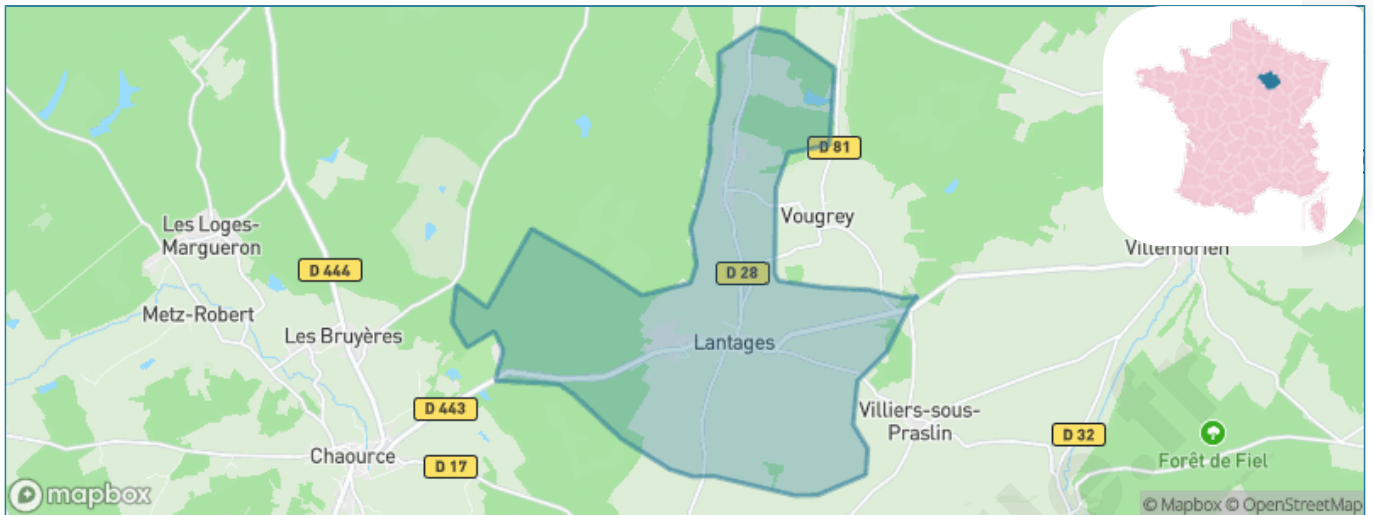 D 81
Les Loges-
Margueron
Vougrey
Villemorien
D 444
D 28
Metz-Robert
Les Bruyères
Lantages
D 443
Villiers-sous-
Praslin
D 32
Chaource
D 17
Forêt de Fiel
mapbox
© Mapbox © OpenStreetMap